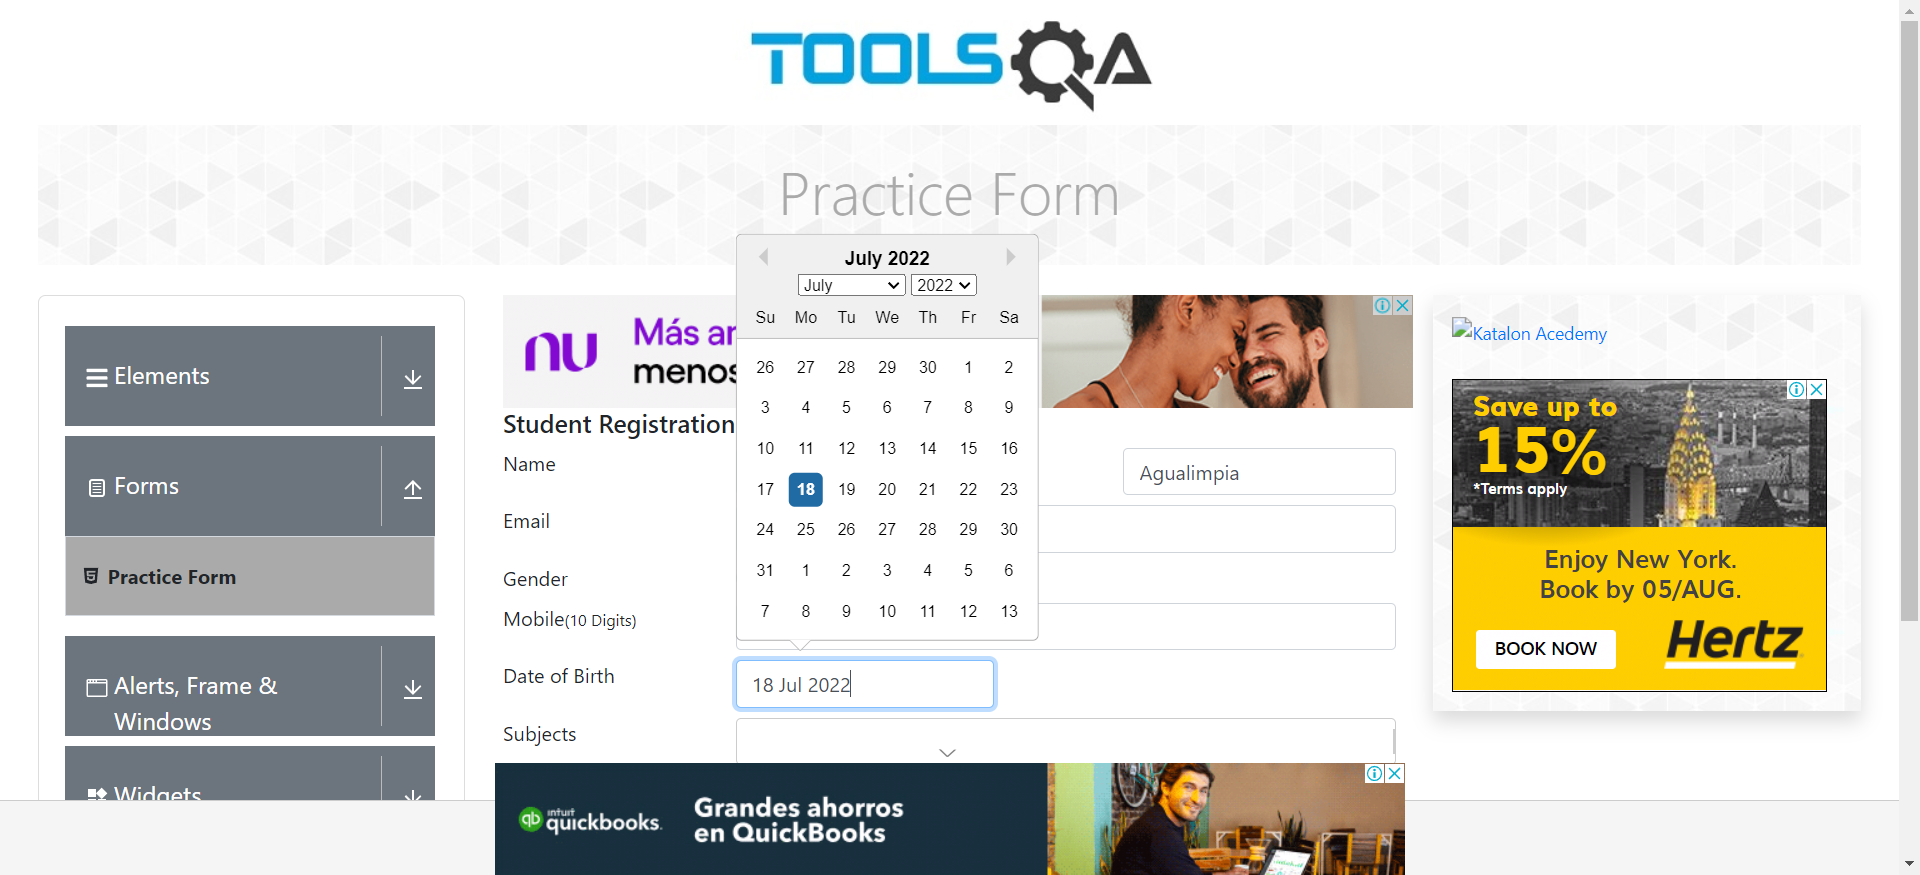 TOOLSQA
Practice Form
July 2022
July 2022
Su Mo Tu We Th Fr Sa
26 27 28 29 30 1 2
3 4 5 6 7 8 9
10 11 12 13 14 15 16
17 18 19 20 21 22 23
24 25 26 27 28 29 30
31 1 2 3 4 5 6
7 8 9 10 11 12 13
Elements
Forms
Practice Form
Alerts, Frame &
Windows
Widgets
nu
Más ar
menos
Student Registration
Name
Agualimpia
Email
Gender
Mobile(10 Digits)
Date of Birth
18 Jul 2022
Subjects
Katalon Acedemy
Save up to
15%
*Terms apply
Enjoy New York.
Book by 05/AUG.
BOOK NOW
Hertz
qb intuit quickbooks.
Grandes ahorros
en QuickBooks